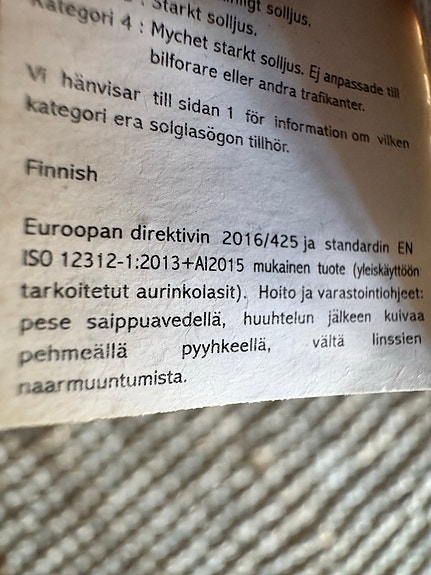 solljus.
: Starkt solljus.
Kategori 4 : Mychet starkt solljus. Ej anpassade till
bilforare eller andra trafikanter.
Vi hänvisar till sidan 1 för information om vilken
kategori era solglasögon tillhör.
Finnish
Euroopan direktivin 2016/425 ja standardin EN
ISO 12312-1:2013+AI2015 mukainen tuote (yleiskäyttöön
tarkoitetut aurinkolasit). Hoito ja varastointiohjeet:
pese saippuavedellä, huuhtelun jälkeen kuivaa
pehmeällä pyyhkeellä, vältä linssien
naarmuuntumista.